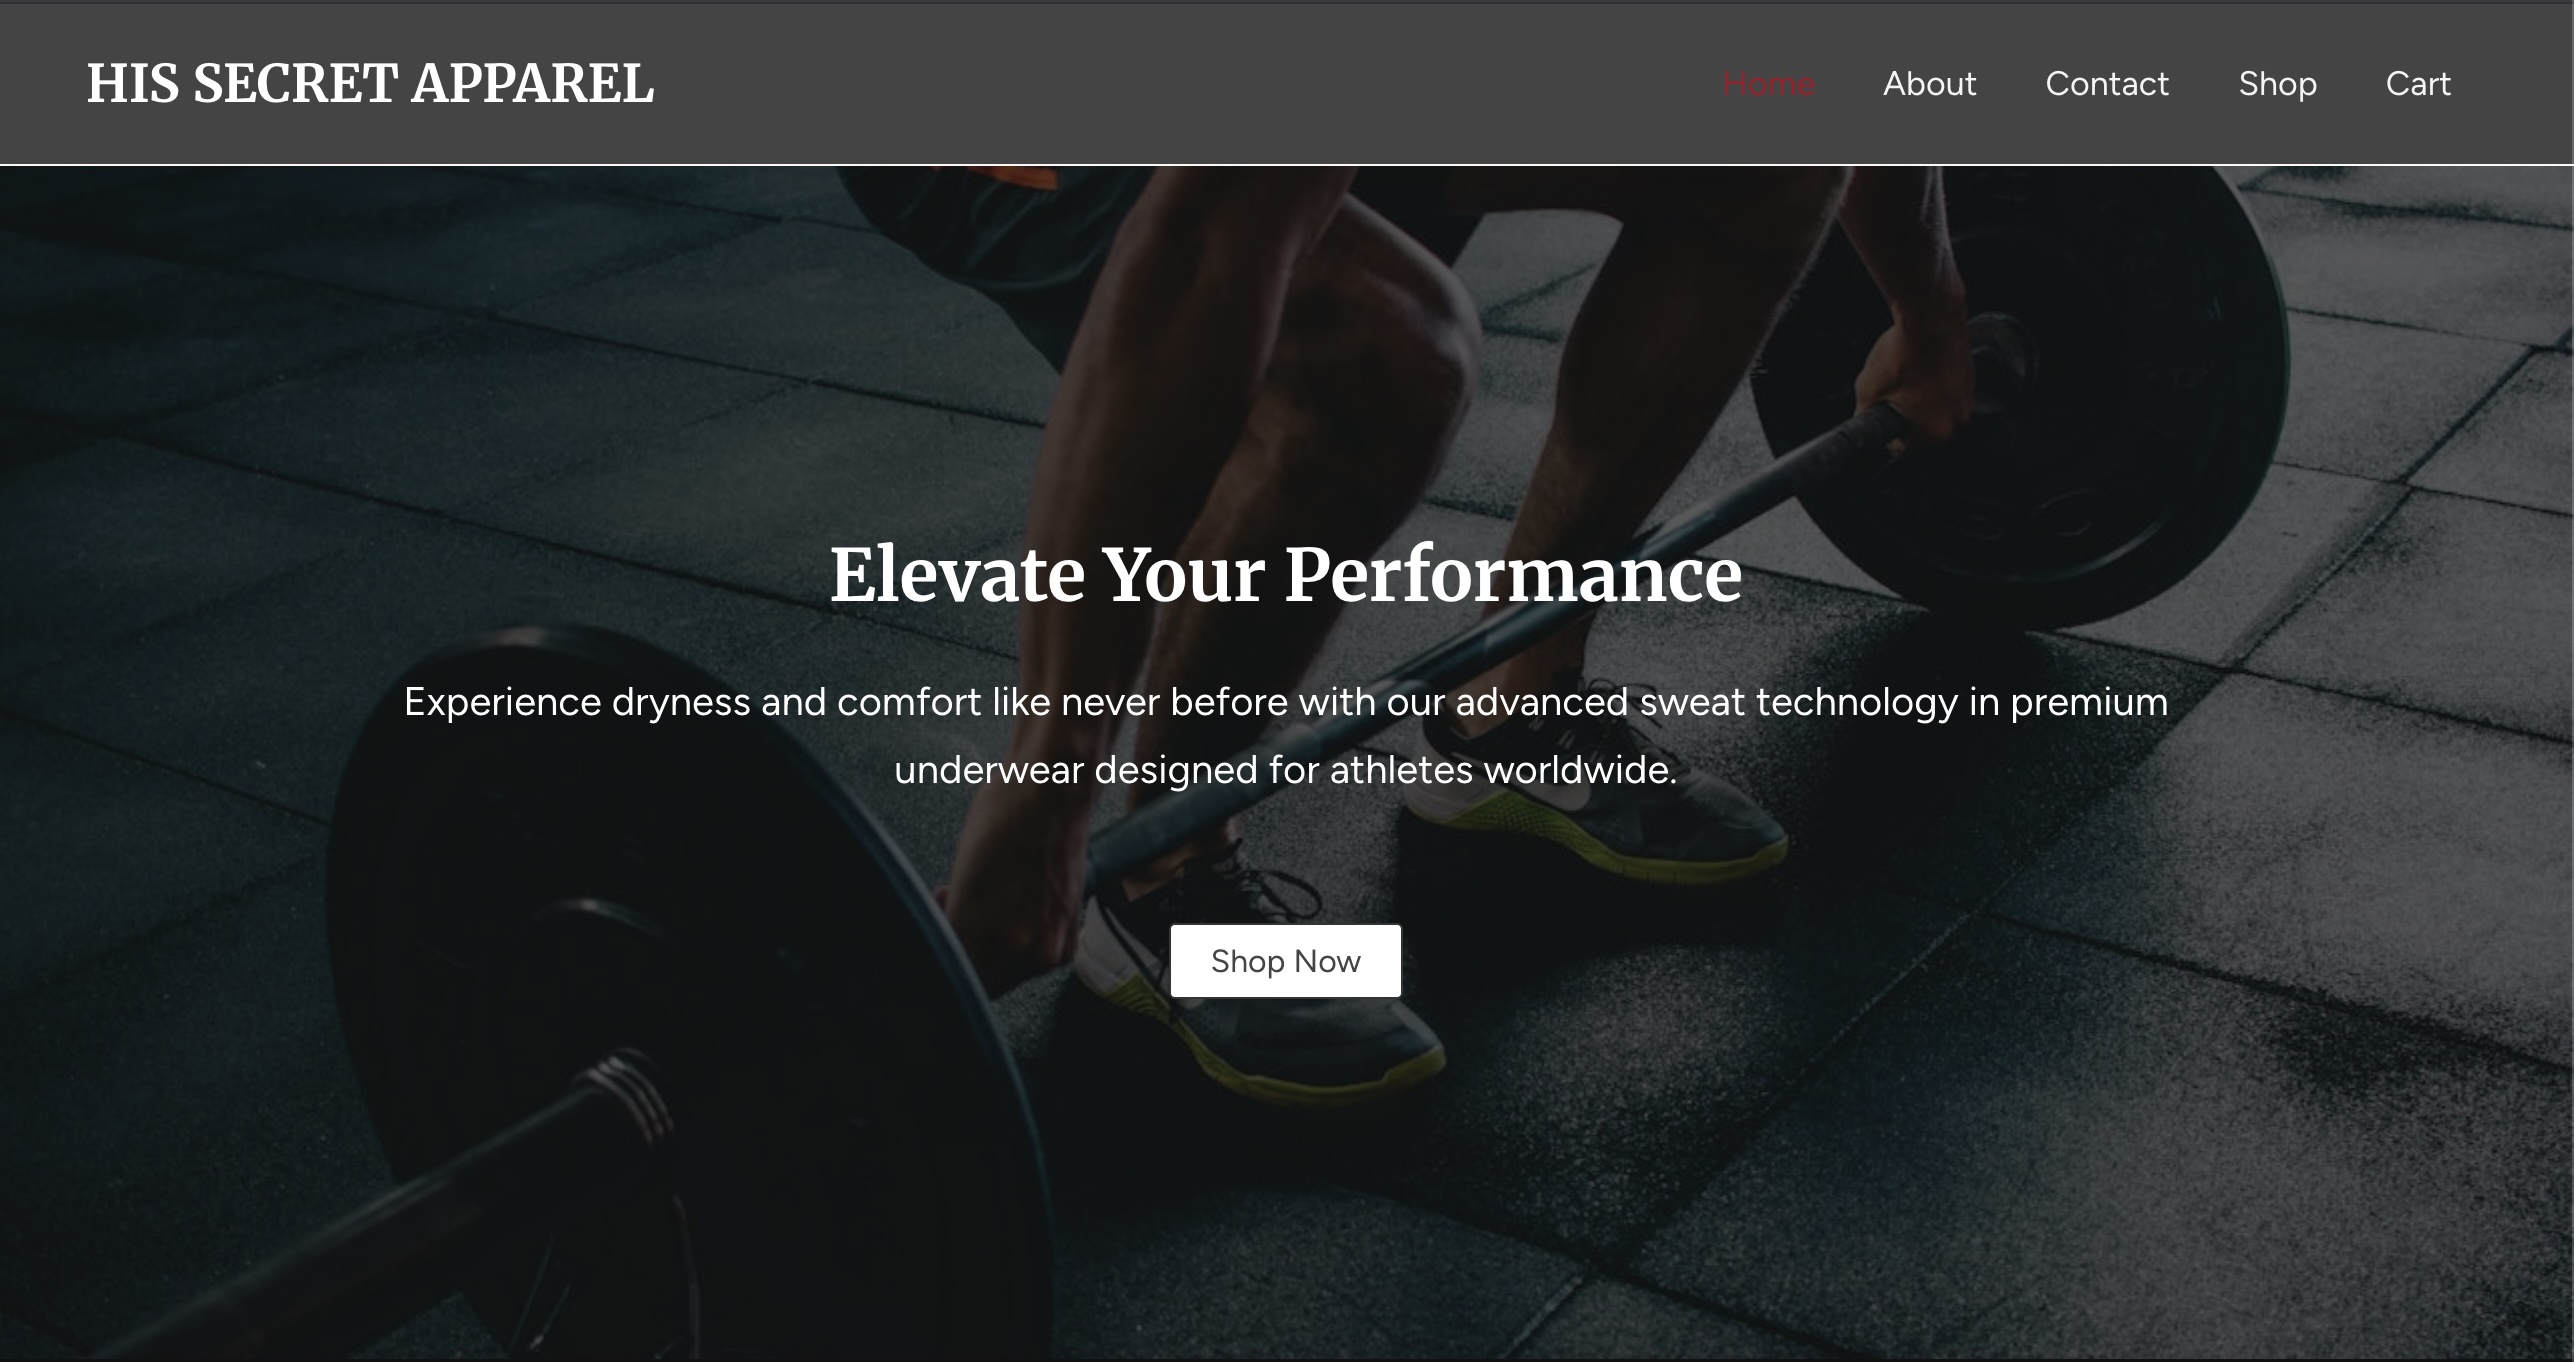 HIS SECRET APPAREL
Home About Contact Shop Cart
Elevate Your Performance
Experience dryness and comfort like never before with our advanced sweat technology in premium
underwear designed for athletes worldwide.
Shop Now